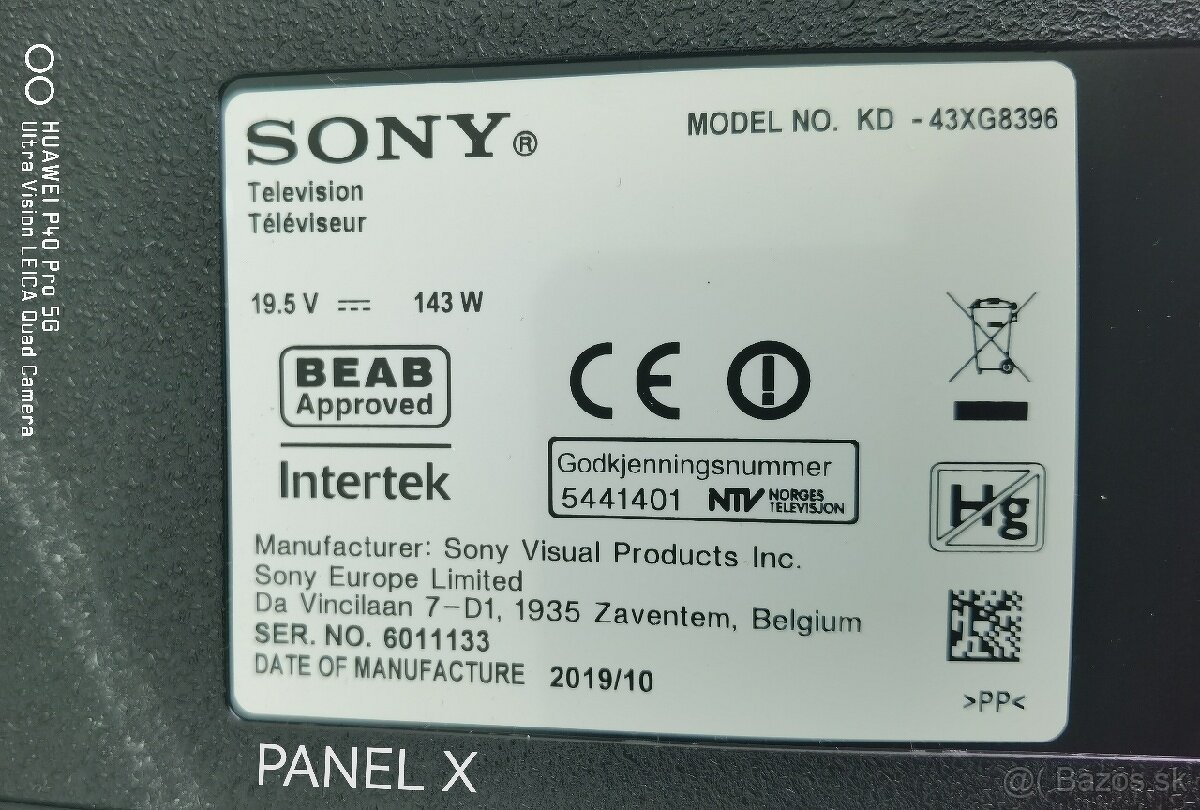 SONY®
MODEL NO. KD - 43XG8396
Television
Téléviseur
19.5 V 143 W
BEAB
Approved
Intertek
CE
Godkjenningsnummer
5441401 NTV NORGES TELEVISJON
Hg
Manufacturer: Sony Visual Products Inc.
Sony Europe Limited
Da Vincilaan 7-D1, 1935 Zaventem, Belgium
SER. NO. 6011133
DATE OF MANUFACTURE 2019/10
>PP<
PANEL X
HUAWEI P40 Pro 5G
Ultra Vision LEICA Quad Camera
@( Bazos.sk